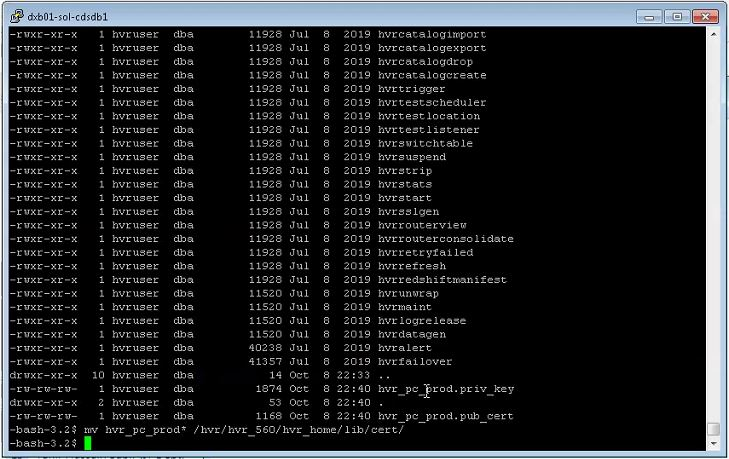 dxb01-sol-cdsdb1
-rwxr-xr-x 1 hvruser dba 11928 Jul 8 2019 hvrcatalogimport
-rwxr-xr-x 1 hvruser dba 11928 Jul 8 2019 hvrcatalogexport
-rwxr-xr-x 1 hvruser dba 11928 Jul 8 2019 hvrcatalogdrop
-rwxr-xr-x 1 hvruser dba 11928 Jul 8 2019 hvrcatalogcreate
-rwxr-xr-x 1 hvruser dba 11928 Jul 8 2019 hvrtrigger
-rwxr-xr-x 1 hvruser dba 11928 Jul 8 2019 hvrtestscheduler
-rwxr-xr-x 1 hvruser dba 11928 Jul 8 2019 hvrtestlocation
-rwxr-xr-x 1 hvruser dba 11928 Jul 8 2019 hvrtestlistener
-rwxr-xr-x 1 hvruser dba 11928 Jul 8 2019 hvrswitchtable
-rwxr-xr-x 1 hvruser dba 11928 Jul 8 2019 hvrsuspend
-rwxr-xr-x 1 hvruser dba 11928 Jul 8 2019 hvrstrip
-rwxr-xr-x 1 hvruser dba 11928 Jul 8 2019 hvrstats
-rwxr-xr-x 1 hvruser dba 11928 Jul 8 2019 hvrstart
-rwxr-xr-x 1 hvruser dba 11928 Jul 8 2019 hvrsslgen
-rwxr-xr-x 1 hvruser dba 11928 Jul 8 2019 hvrrouterview
-rwxr-xr-x 1 hvruser dba 11928 Jul 8 2019 hvrrouterconsolidate
-rwxr-xr-x 1 hvruser dba 11928 Jul 8 2019 hvrretryfailed
-rwxr-xr-x 1 hvruser dba 11928 Jul 8 2019 hvrrefresh
-rwxr-xr-x 1 hvruser dba 11928 Jul 8 2019 hvrredshiftmanifest
-rwxr-xr-x 1 hvruser dba 11520 Jul 8 2019 hvrunwrap
-rwxr-xr-x 1 hvruser dba 11520 Jul 8 2019 hvrmaint
-rwxr-xr-x 1 hvruser dba 11520 Jul 8 2019 hvrlogrelease
-rwxr-xr-x 1 hvruser dba 11520 Jul 8 2019 hvrdatagen
-rwxr-xr-x 1 hvruser dba 40238 Jul 8 2019 hvralert
-rwxr-xr-x 1 hvruser dba 41357 Jul 8 2019 hvrfailover
drwxr-xr-x 10 hvruser dba 14 Oct 8 22:33 ..
-rw-rw-rw- 1 hvruser dba 1874 Oct 8 22:40 hvr_pc_prod.priv_key
drwxr-xr-x 2 hvruser dba 53 Oct 8 22:40 .
-rw-rw-rw- 1 hvruser dba 1168 Oct 8 22:40 hvr_pc_prod.pub_cert
-bash-3.2$ mv hvr_pc_prod* /hvr/hvr_560/hvr_home/lib/cert/
-bash-3.2$